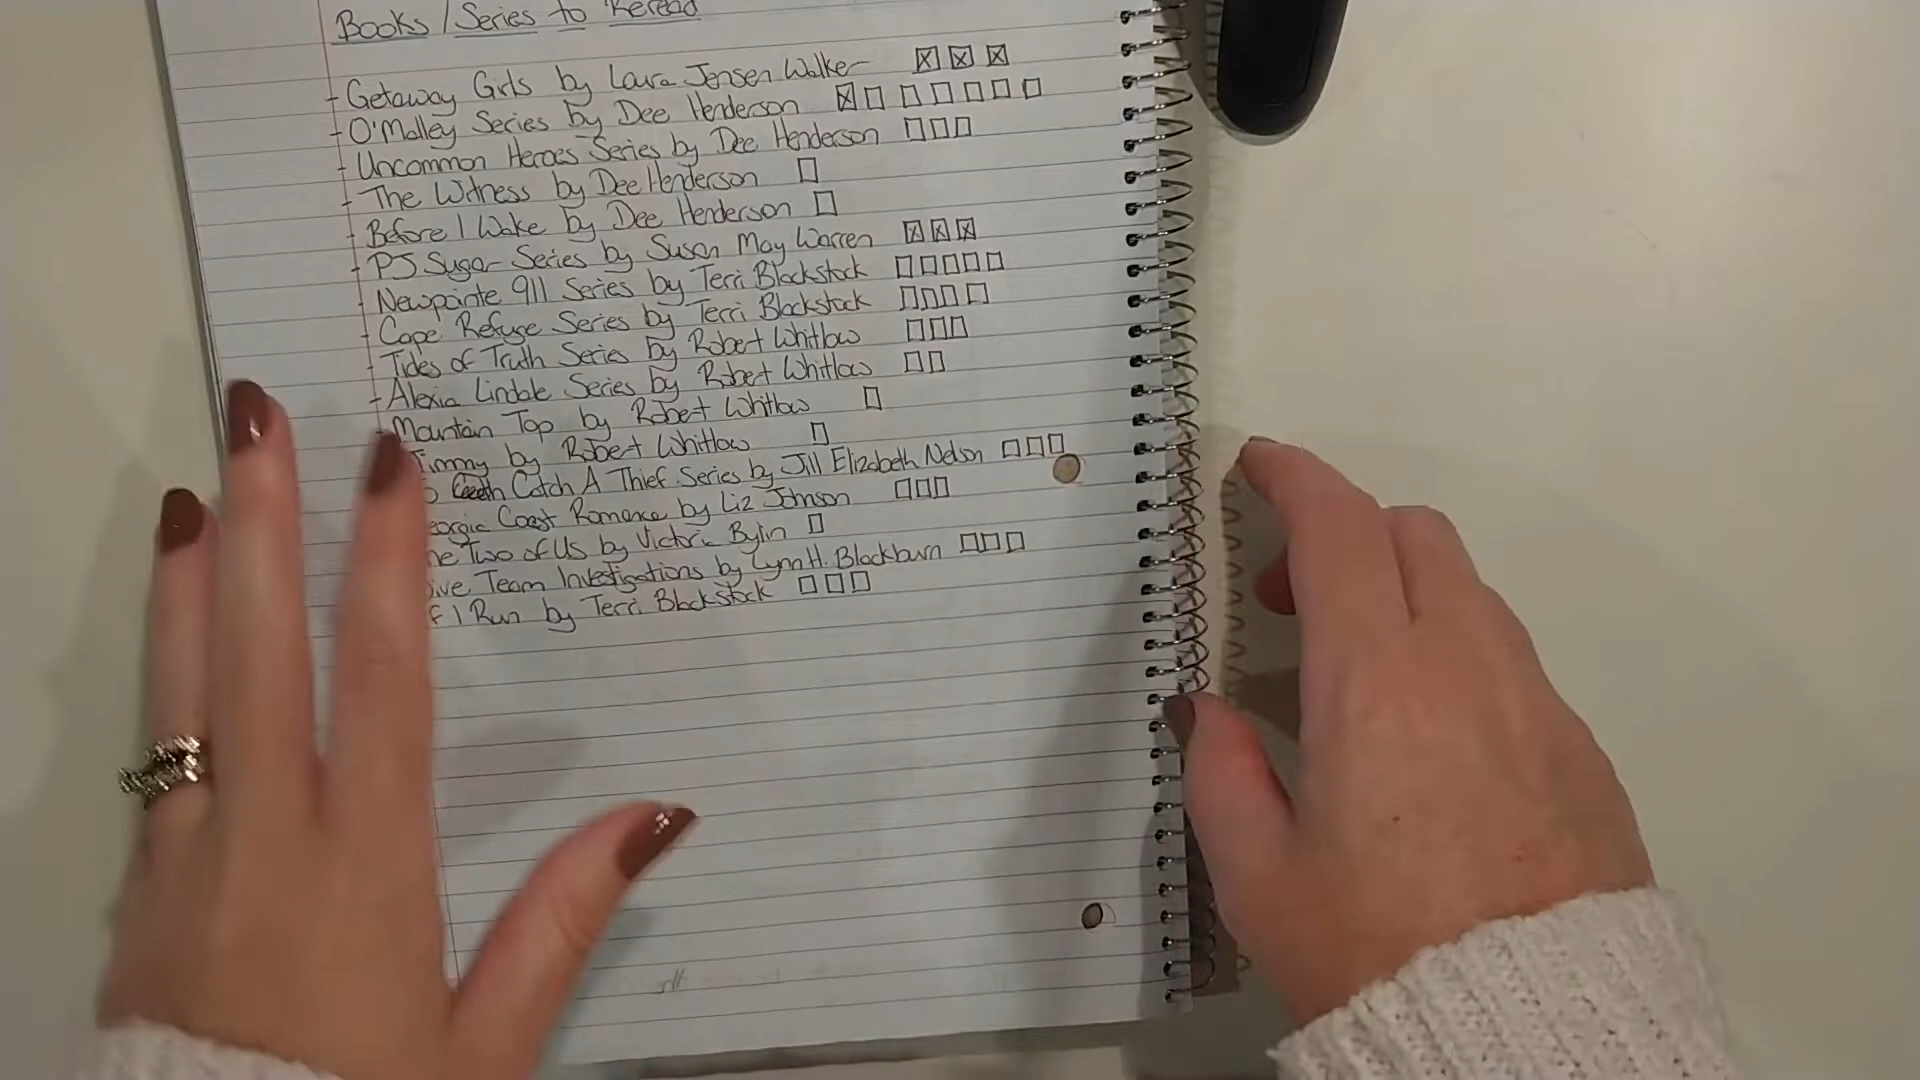 Books / Series to Reread
- Getaway Girls by Laura Jensen Walker ☒ ☒ ☒
- O'Malley Series by Dee Henderson ☒ ☐ ☐ ☐ ☐ ☐ ☐
- Uncommon Heroes Series by Dee Henderson ☐ ☐ ☐
- The Witness by Dee Henderson ☐
- Before I Wake by Dee Henderson ☐
- PJ Sugar Series by Susan May Warren ☒ ☒ ☒
- Newpointe 911 Series by Terri Blackstock ☐ ☐ ☐ ☐ ☐
- Cape Refuge Series by Terri Blackstock ☐ ☐ ☐ ☐
- Tides of Truth Series by Robert Whitlow ☐ ☐ ☐
- Alexia Lindale Series by Robert Whitlow ☐ ☐
- Mountain Top by Robert Whitlow ☐
Jimmy by Robert Whitlow ☐
o Catch A Thief Series by Jill Elizabeth Nelson ☐ ☐ ☐
eorgia Coast Romance by Liz Johnson ☐ ☐ ☐
he Two of Us by Victoria Bylin ☐
ive Team Investigations by Lynn H. Blackburn ☐ ☐ ☐
f I Run by Terri Blackstock ☐ ☐ ☐